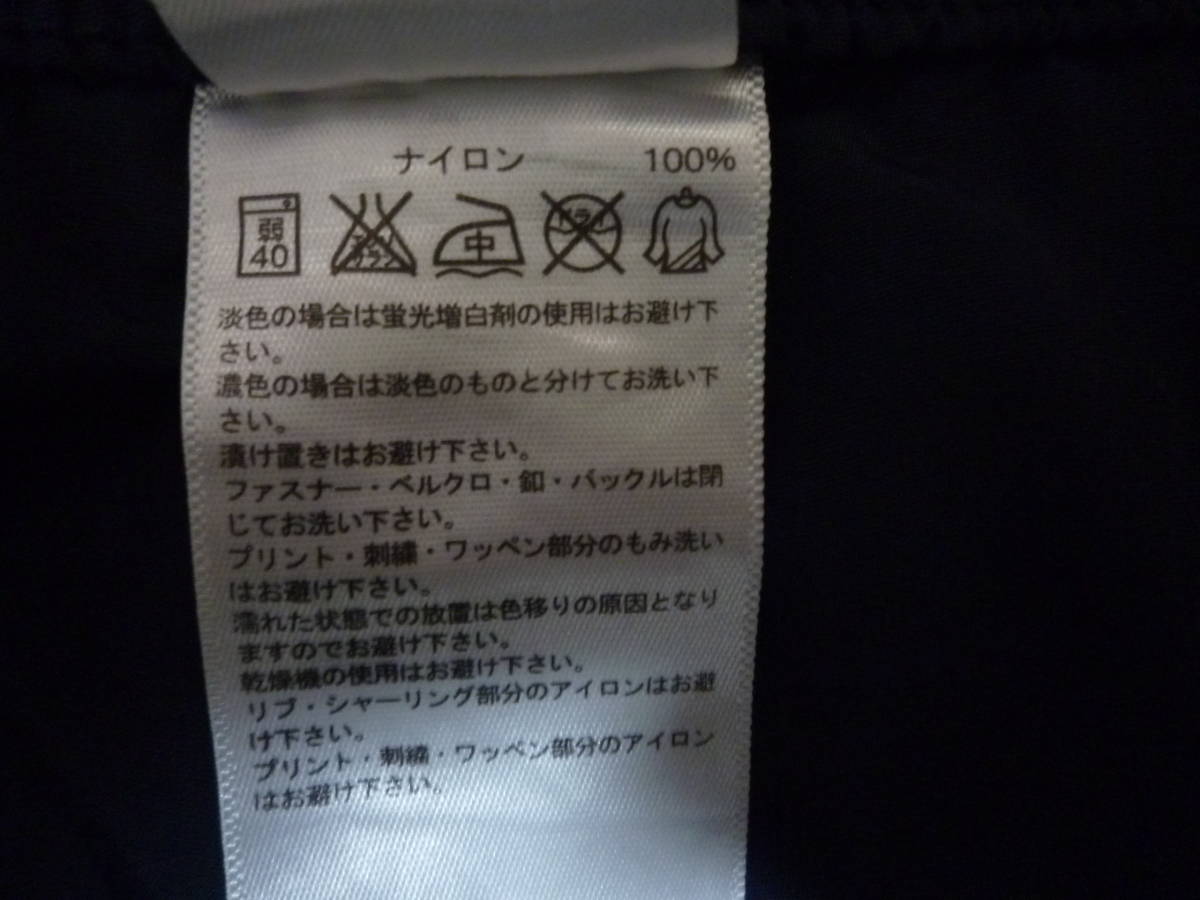 ナイロン 100%
弱 40 エンソ サラシ 中 ドライ
淡色の場合は蛍光増白剤の使用はお避け下
さい。
濃色の場合は淡色のものと分けてお洗い下
さい。
漬け置きはお避け下さい。
ファスナー・ベルクロ・釦・バックルは閉
じてお洗い下さい。
プリント・刺繍・ワッペン部分のもみ洗い
はお避け下さい。
濡れた状態での放置は色移りの原因となり
ますのでお避け下さい。
乾燥機の使用はお避け下さい。
リブ・シャーリング部分のアイロンはお避
け下さい。
プリント・刺繍・ワッペン部分のアイロン
はお避け下さい。